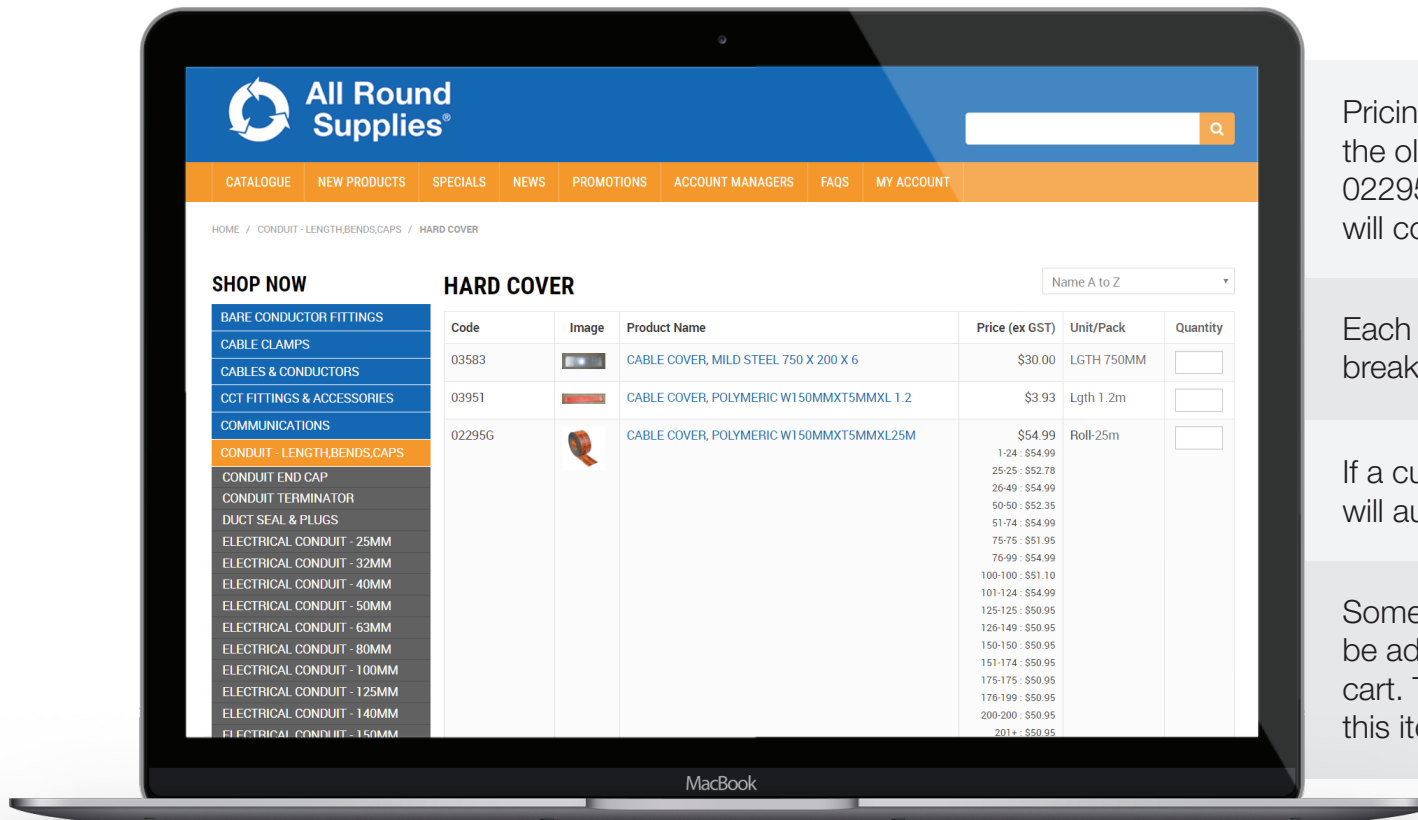 All Round
Supplies®
CATALOGUE NEW PRODUCTS SPECIALS NEWS PROMOTIONS ACCOUNT MANAGERS FAQS MY ACCOUNT
HOME / CONDUIT - LENGTH,BENDS,CAPS / HARD COVER
SHOP NOW
BARE CONDUCTOR FITTINGS
CABLE CLAMPS
CABLES & CONDUCTORS
CCT FITTINGS & ACCESSORIES
COMMUNICATIONS
CONDUIT - LENGTH,BENDS,CAPS
CONDUIT END CAP
CONDUIT TERMINATOR
DUCT SEAL & PLUGS
ELECTRICAL CONDUIT - 25MM
ELECTRICAL CONDUIT - 32MM
ELECTRICAL CONDUIT - 40MM
ELECTRICAL CONDUIT - 50MM
ELECTRICAL CONDUIT - 63MM
ELECTRICAL CONDUIT - 80MM
ELECTRICAL CONDUIT - 100MM
ELECTRICAL CONDUIT - 125MM
ELECTRICAL CONDUIT - 140MM
ELECTRICAL CONDUIT - 150MM
HARD COVER
Name A to Z
Code Image Product Name Price (ex GST) Unit/Pack Quantity
03583 CABLE COVER, MILD STEEL 750 X 200 X 6 $30.00 LGTH 750MM
03951 CABLE COVER, POLYMERIC W150MMXT5MMXL 1.2 $3.93 Lgth 1.2m
02295G CABLE COVER, POLYMERIC W150MMXT5MMXL25M $54.99 Roll-25m
1-24 : $54.99
25-25 : $52.78
26-49 : $54.99
50-50 : $52.35
51-74 : $54.99
75-75 : $51.95
76-99 : $54.99
100-100 : $51.10
101-124 : $54.99
125-125 : $50.95
126-149 : $50.95
150-150 : $50.95
151-174 : $50.95
175-175 : $50.95
176-199 : $50.95
200-200 : $50.95
201+ : $50.95
MacBook
Pricin
the ol
02295
will co
Each
break
If a cu
will au
Some
be ad
cart. T
this ite